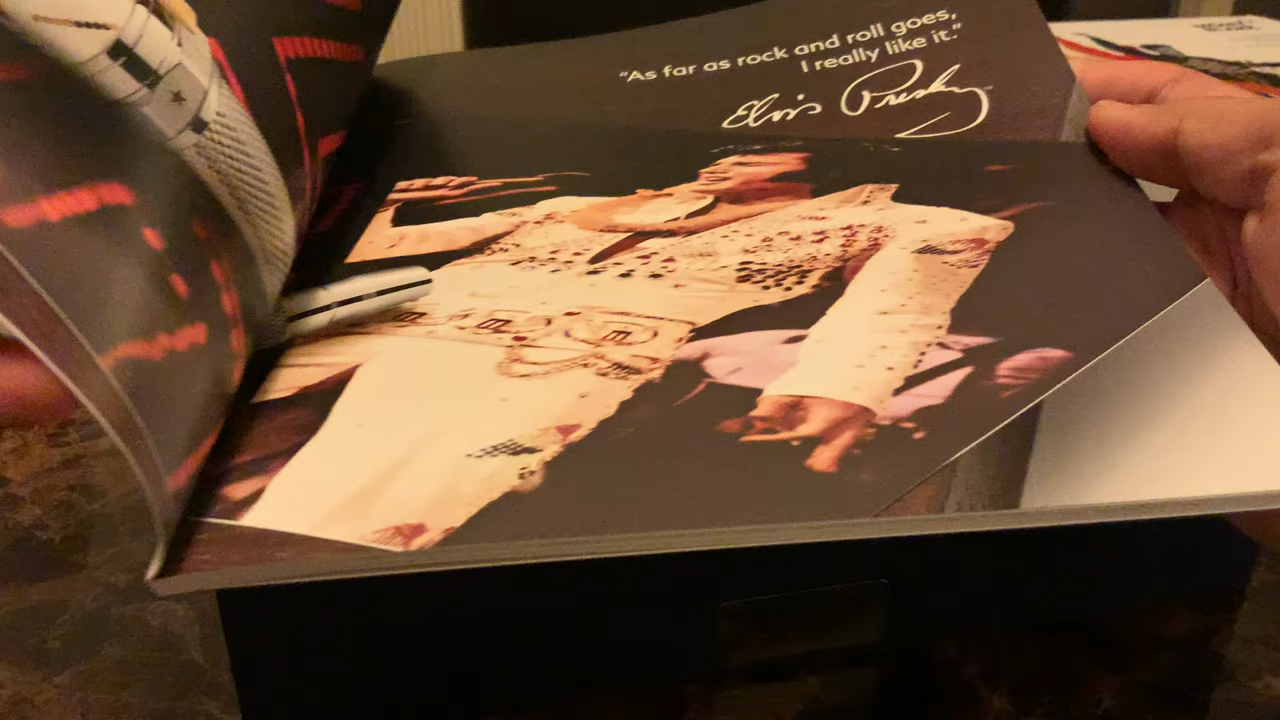 "As far as rock and roll goes,
I really like it."
Elvis Presley